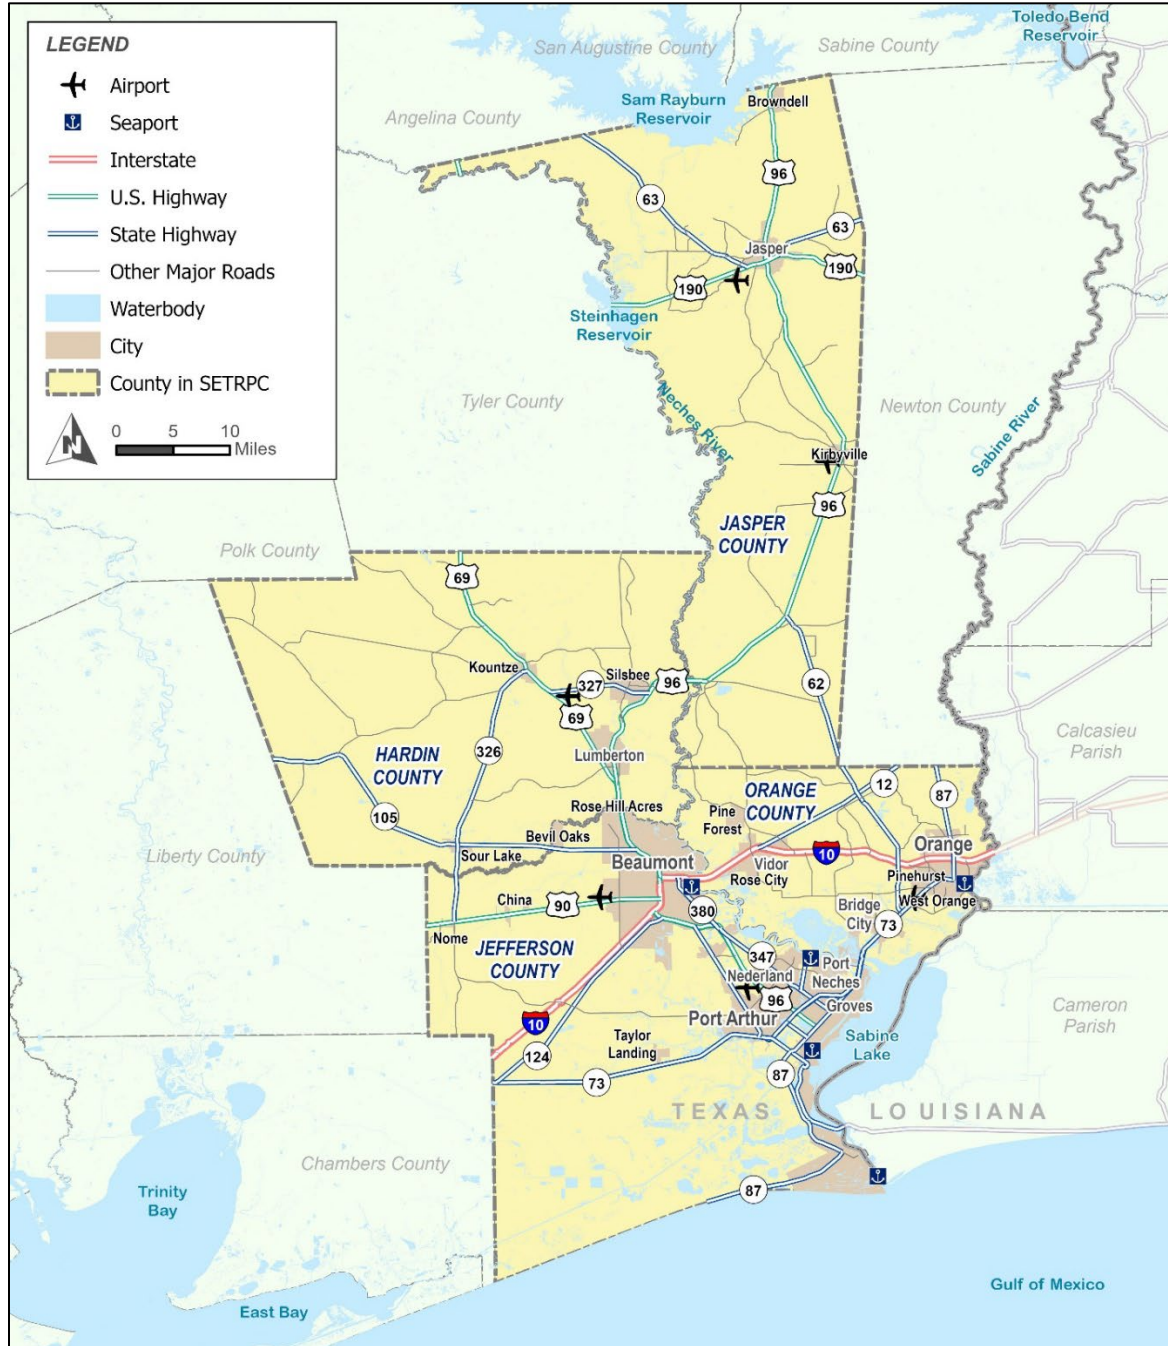 LEGEND
Airport
Seaport
Interstate
U.S. Highway
State Highway
Other Major Roads
Waterbody
City
County in SETRPC
N
0 5 10
Miles
Toledo Bend
Reservoir
San Augustine County
Sabine County
Sam Rayburn
Reservoir
Browndell
Angelina County
96
63
63
Jasper
190
190
Steinhagen
Reservoir
Tyler County
Neches River
Newton County
Sabine River
Kirbyville
96
JASPER
COUNTY
Polk County
69
Kountze
327
Silsbee
96
62
69
326
Lumberton
Calcasieu
Parish
HARDIN
COUNTY
ORANGE
COUNTY
12
87
105
Rose Hill Acres
Pine
Forest
Bevil Oaks
Liberty County
Sour Lake
Beaumont
10
Orange
Vidor
Rose City
Pinehurst
West Orange
China
90
380
Bridge
City
73
Nome
JEFFERSON
COUNTY
347
Port
Neches
Nederland
96
Groves
Port Arthur
Cameron
Parish
10
124
Taylor
Landing
Sabine
Lake
73
87
TEXAS
LOUISIANA
Chambers County
Trinity
Bay
87
East Bay
Gulf of Mexico